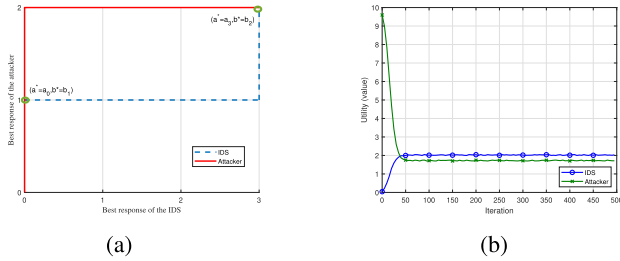 2
(a*=a3,b*=b2)
Best response of the attacker
1
(a*=a0,b*=b1)
IDS
Attacker
0
0 1 2 3
Best response of the IDS
(a)
10
9
8
7
6
5
4
3
2
1
0
Utility (value)
IDS
Attacker
0 50 100 150 200 250 300 350 400 450 500
Iteration
(b)